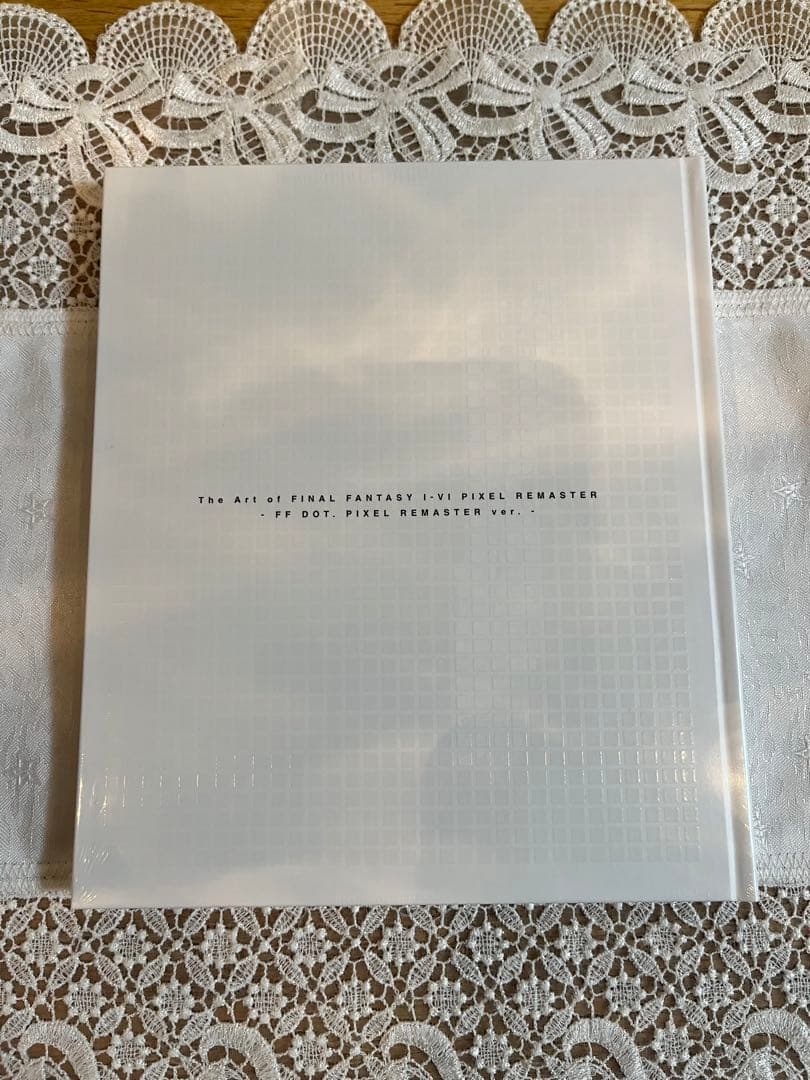 The Art of FINAL FANTASY I-VI PIXEL REMASTER
- FF DOT. PIXEL REMASTER ver. -